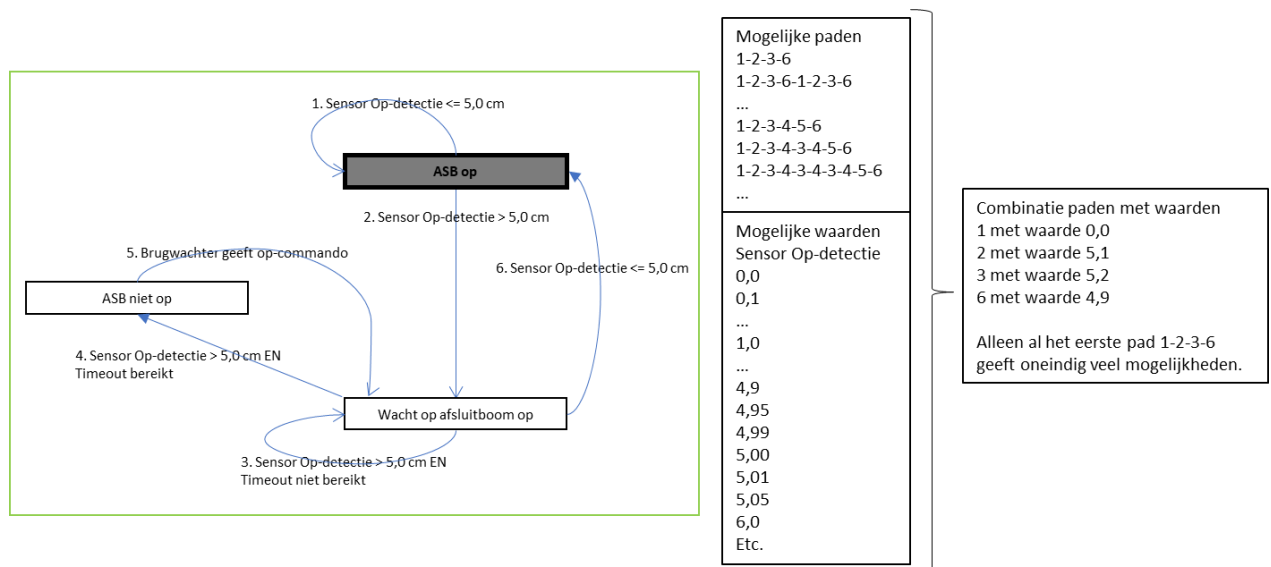 1. Sensor Op-detectie <= 5,0 cm
ASB op
2. Sensor Op-detectie > 5,0 cm
5. Brugwachter geeft op-commando
6. Sensor Op-detectie <= 5,0 cm
ASB niet op
4. Sensor Op-detectie > 5,0 cm EN
Timeout bereikt
Wacht op afsluitboom op
3. Sensor Op-detectie > 5,0 cm EN
Timeout niet bereikt
Mogelijke paden
1-2-3-6
1-2-3-6-1-2-3-6
...
1-2-3-4-5-6
1-2-3-4-3-4-5-6
1-2-3-4-3-4-3-4-5-6
...
Mogelijke waarden
Sensor Op-detectie
0,0
0,1
...
1,0
...
4,9
4,95
4,99
5,00
5,01
5,05
6,0
Etc.
Combinatie paden met waarden
1 met waarde 0,0
2 met waarde 5,1
3 met waarde 5,2
6 met waarde 4,9
Alleen al het eerste pad 1-2-3-6
geeft oneindig veel mogelijkheden.